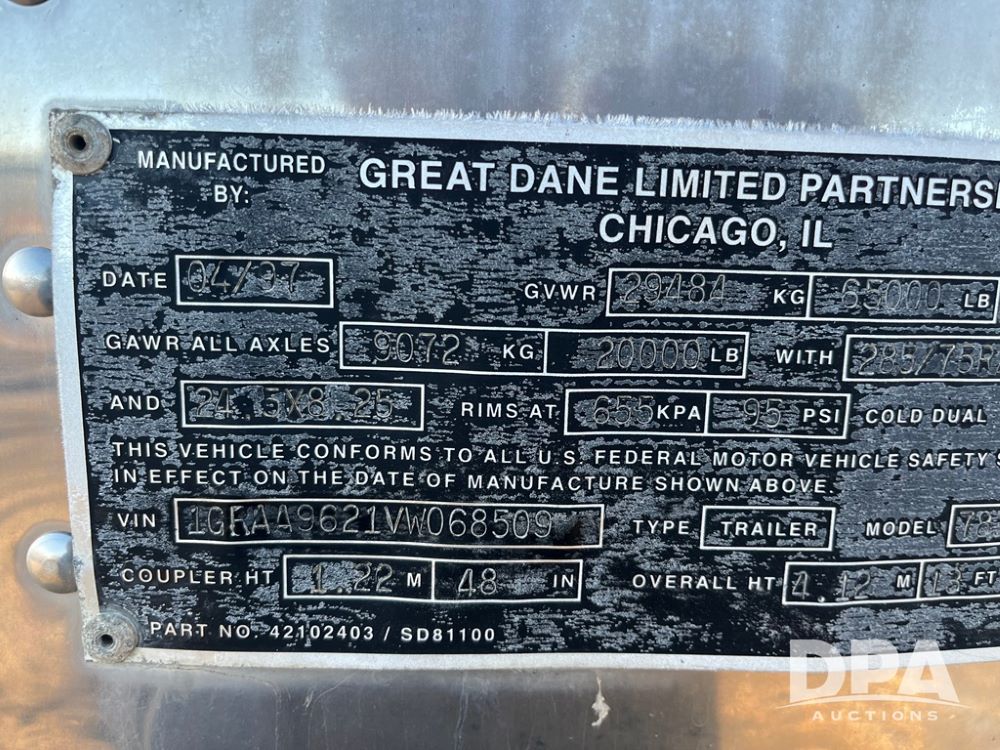 MANUFACTURED BY: GREAT DANE LIMITED PARTNERS
CHICAGO, IL
DATE 04/97 GVWR 29484 KG 65000 LB
GAWR ALL AXLES 9072 KG 20000 LB WITH 285/75R
AND 24.5X8.25 RIMS AT 655 KPA 95 PSI COLD DUAL
THIS VEHICLE CONFORMS TO ALL U.S. FEDERAL MOTOR VEHICLE SAFETY
IN EFFECT ON THE DATE OF MANUFACTURE SHOWN ABOVE.
VIN 1GRAA9621VW068509 TYPE TRAILER MODEL
COUPLER HT 1.22 M 48 IN OVERALL HT 4.12 M 13 FT
PART NO. 42102403 / SD81100
DPA
AUCTIONS